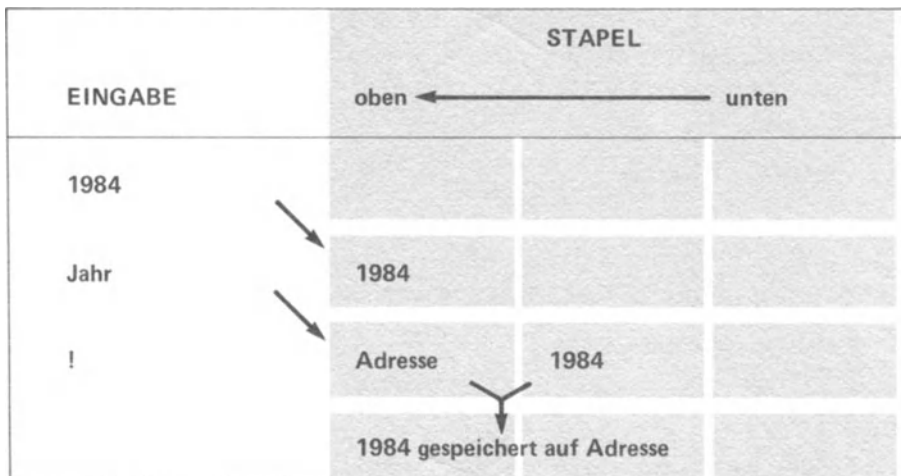 STAPEL
EINGABE oben unten
1984
Jahr 1984
! Adresse 1984
1984 gespeichert auf Adresse